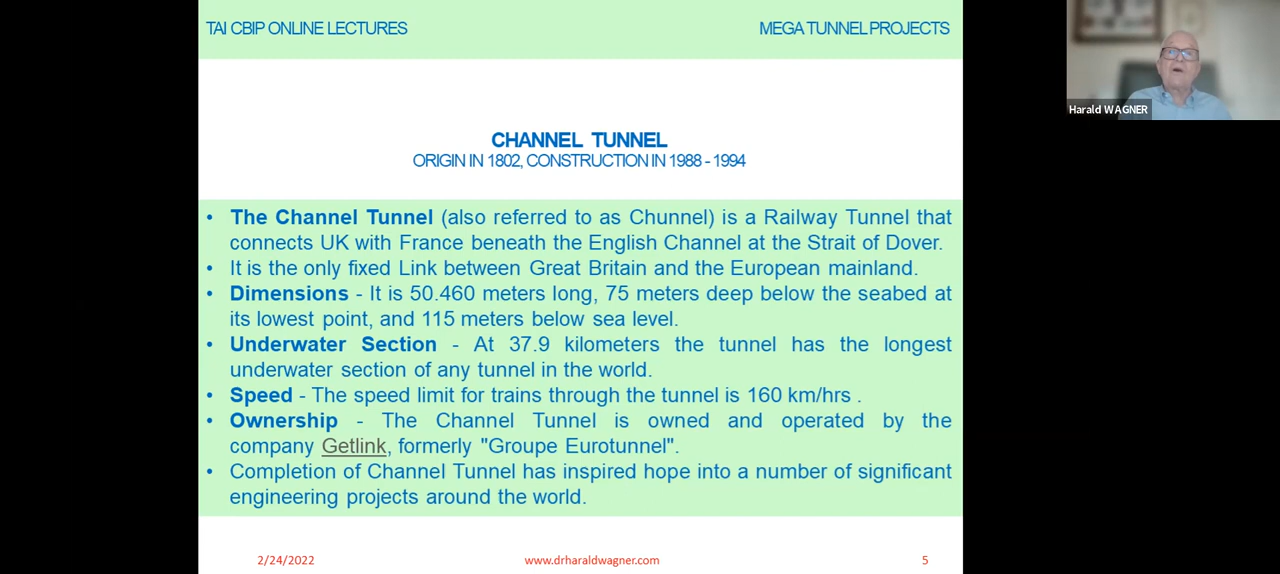 TAI CBIP ONLINE LECTURES
MEGA TUNNEL PROJECTS
Harald WAGNER
CHANNEL TUNNEL
ORIGIN IN 1802, CONSTRUCTION IN 1988 - 1994
• The Channel Tunnel (also referred to as Chunnel) is a Railway Tunnel that
connects UK with France beneath the English Channel at the Strait of Dover.
• It is the only fixed Link between Great Britain and the European mainland.
• Dimensions - It is 50.460 meters long, 75 meters deep below the seabed at
its lowest point, and 115 meters below sea level.
• Underwater Section - At 37.9 kilometers the tunnel has the longest
underwater section of any tunnel in the world.
• Speed - The speed limit for trains through the tunnel is 160 km/hrs .
• Ownership - The Channel Tunnel is owned and operated by the
company Getlink, formerly "Groupe Eurotunnel".
• Completion of Channel Tunnel has inspired hope into a number of significant
engineering projects around the world.
2/24/2022
www.drharaldwagner.com
5